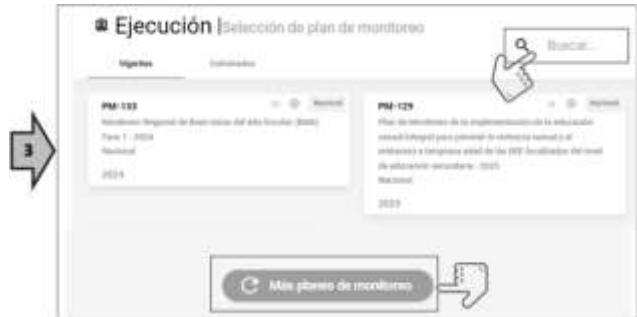 Ejecución | Selección de plan de monitoreo
Buscar...
Vigentes
Culminados
3
PM-133
Nacional
Monitoreo Regional de Buen Inicio del Año Escolar (BIAE)
Fase 1 - 2024
Nacional
2024
PM-129
Nacional
Plan de Monitoreo de la implementación de la educación
sexual integral para prevenir la violencia sexual y el
embarazo a temprana edad de las IIEE focalizadas del nivel
de educación secundaria - 2023
Nacional
2023
Más planes de monitoreo